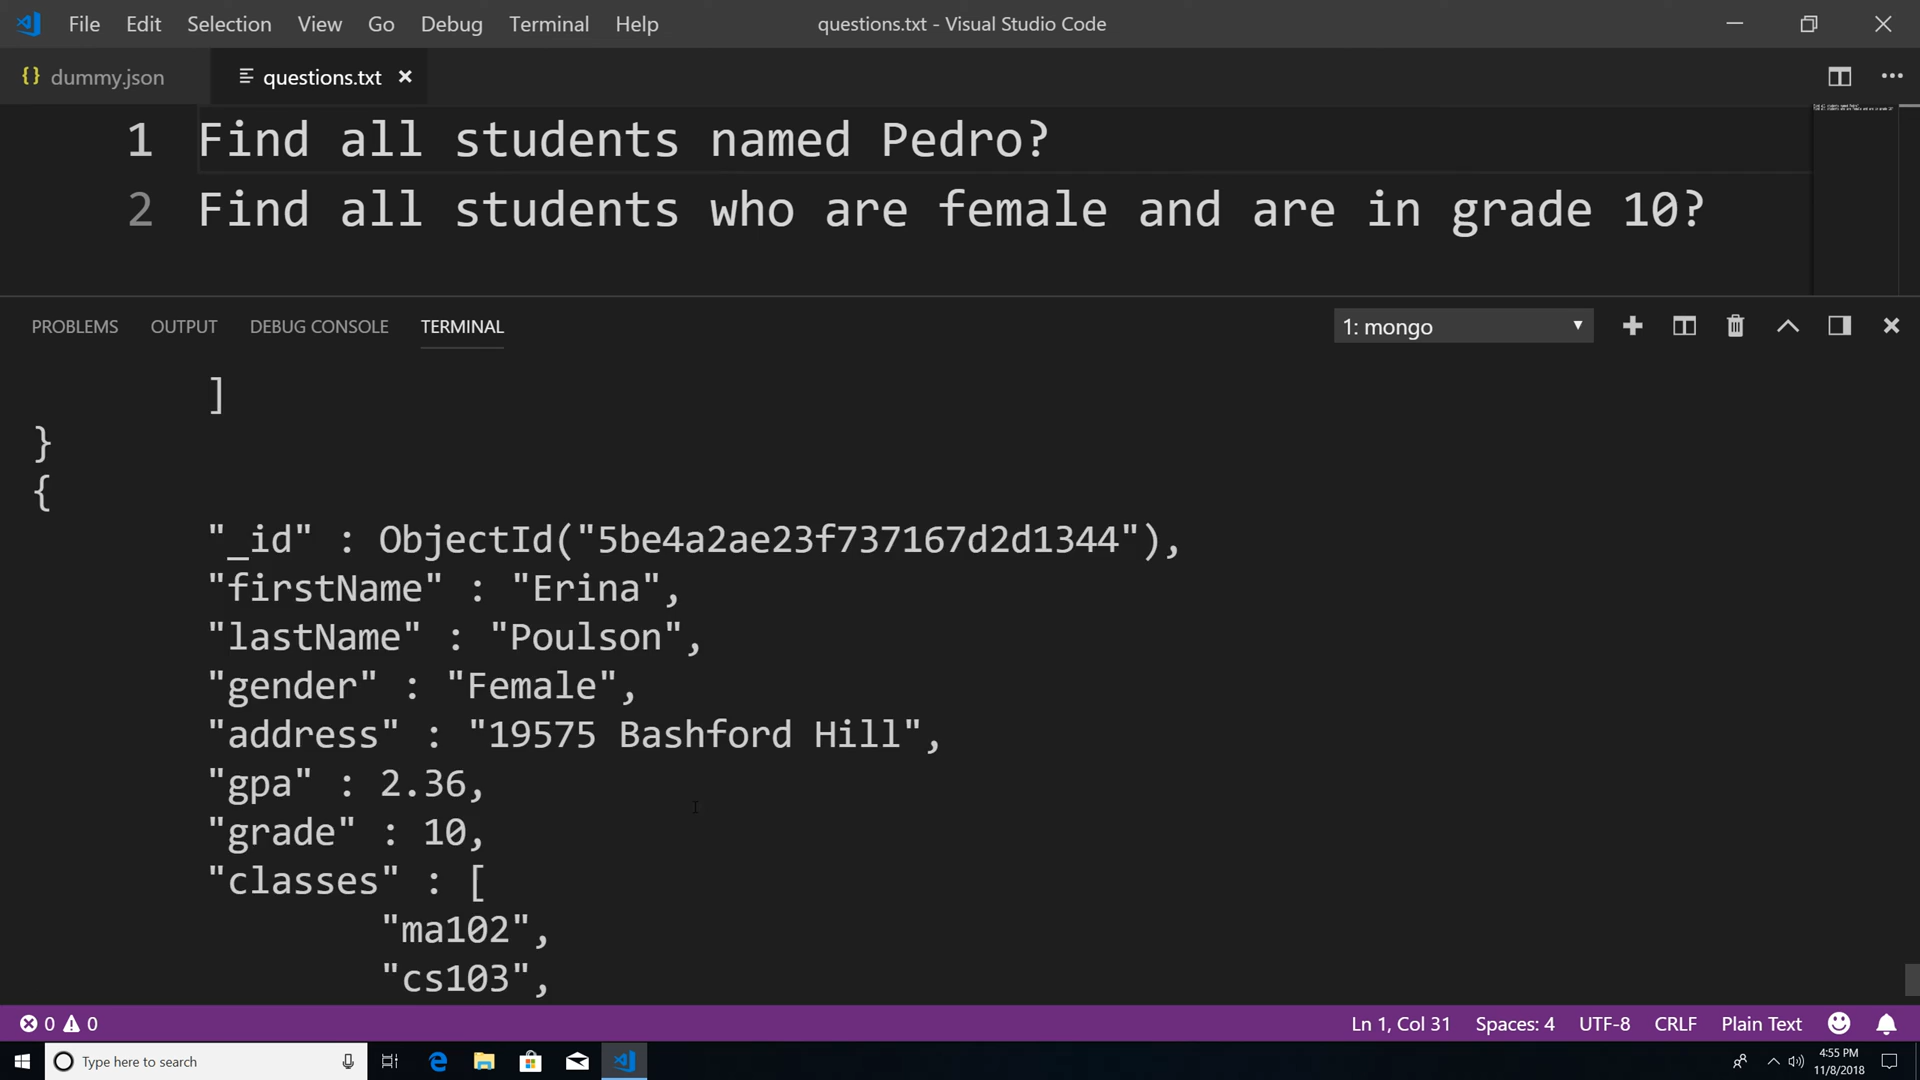 File Edit Selection View Go Debug Terminal Help questions.txt - Visual Studio Code
{} dummy.json questions.txt
1 Find all students named Pedro?
2 Find all students who are female and are in grade 10?
PROBLEMS OUTPUT DEBUG CONSOLE TERMINAL 1: mongo
]
}
{
"_id" : ObjectId("5be4a2ae23f737167d2d1344"),
"firstName" : "Erina",
"lastName" : "Poulson",
"gender" : "Female",
"address" : "19575 Bashford Hill",
"gpa" : 2.36,
"grade" : 10,
"classes" : [
"ma102",
"cs103",
0 0 Ln 1, Col 31 Spaces: 4 UTF-8 CRLF Plain Text
Type here to search 4:55 PM
11/8/2018